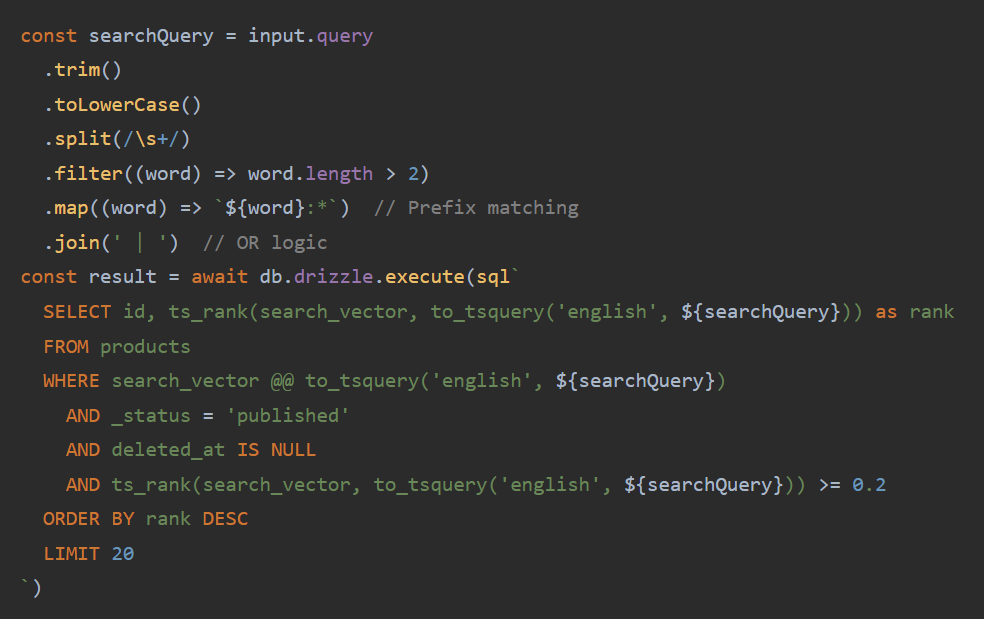 const searchQuery = input.query
  .trim()
  .toLowerCase()
  .split(/\s+/)
  .filter((word) => word.length > 2)
  .map((word) => `${word}:*`)  // Prefix matching
  .join(' | ')  // OR logic
const result = await db.drizzle.execute(sql`
  SELECT id, ts_rank(search_vector, to_tsquery('english', ${searchQuery})) as rank
  FROM products
  WHERE search_vector @@ to_tsquery('english', ${searchQuery})
    AND _status = 'published'
    AND deleted_at IS NULL
    AND ts_rank(search_vector, to_tsquery('english', ${searchQuery})) >= 0.2
  ORDER BY rank DESC
  LIMIT 20
`)